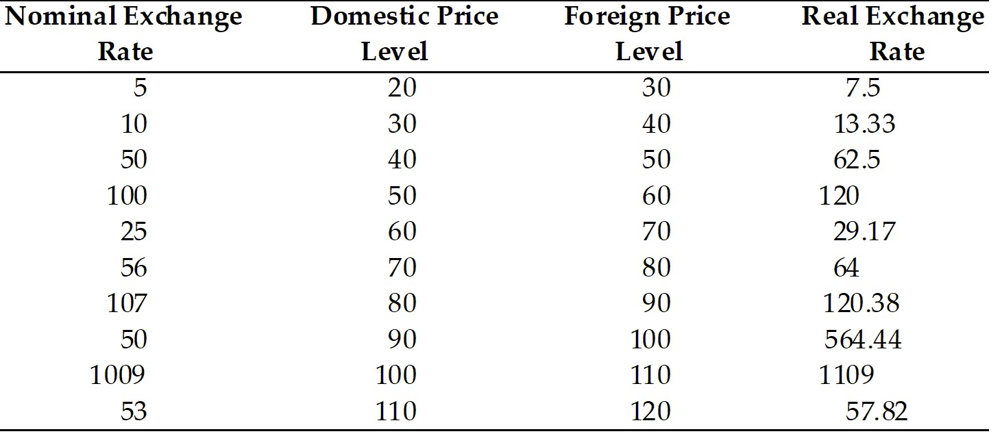 Nominal Exchange Rate Domestic Price Level Foreign Price Level Real Exchange Rate
5 20 30 7.5
10 30 40 13.33
50 40 50 62.5
100 50 60 120
25 60 70 29.17
56 70 80 64
107 80 90 120.38
50 90 100 564.44
1009 100 110 1109
53 110 120 57.82